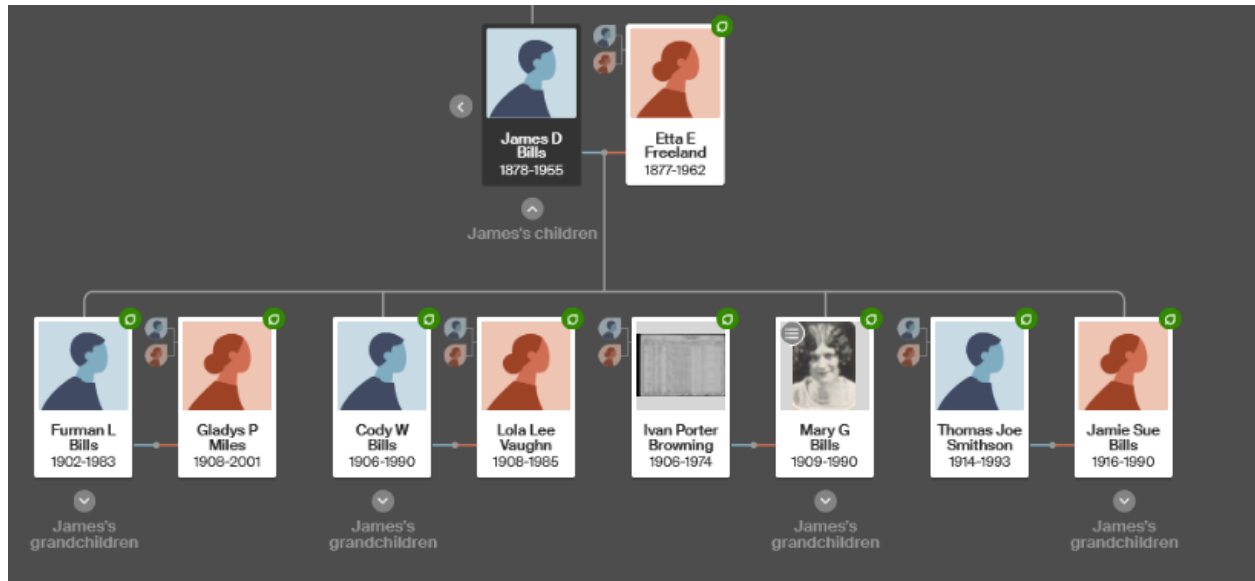 James D
Bills
1878-1955
Etta E
Freeland
1877-1962
James's children
Furman L
Bills
1902-1983
Gladys P
Miles
1908-2001
Cody W
Bills
1906-1990
Lola Lee
Vaughn
1908-1985
Ivan Porter
Browning
1906-1974
Mary G
Bills
1909-1990
Thomas Joe
Smithson
1914-1993
Jamie Sue
Bills
1916-1990
James's
grandchildren
James's
grandchildren
James's
grandchildren
James's
grandchildren